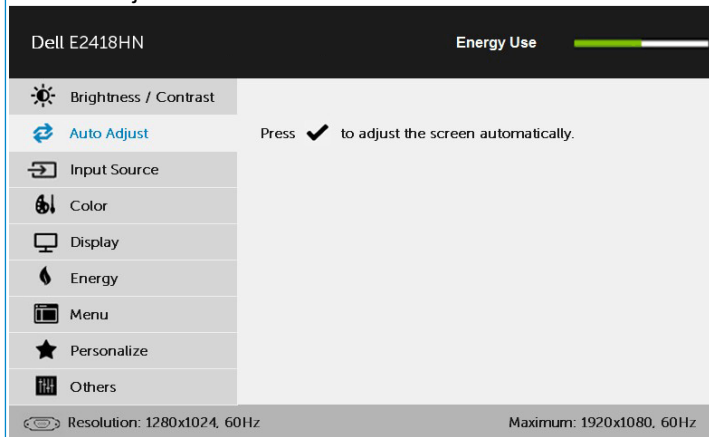 Dell E2418HN
Energy Use
Brightness / Contrast
Auto Adjust
Press ✔ to adjust the screen automatically.
Input Source
Color
Display
Energy
Menu
Personalize
Others
Resolution: 1280x1024, 60Hz
Maximum: 1920x1080, 60Hz